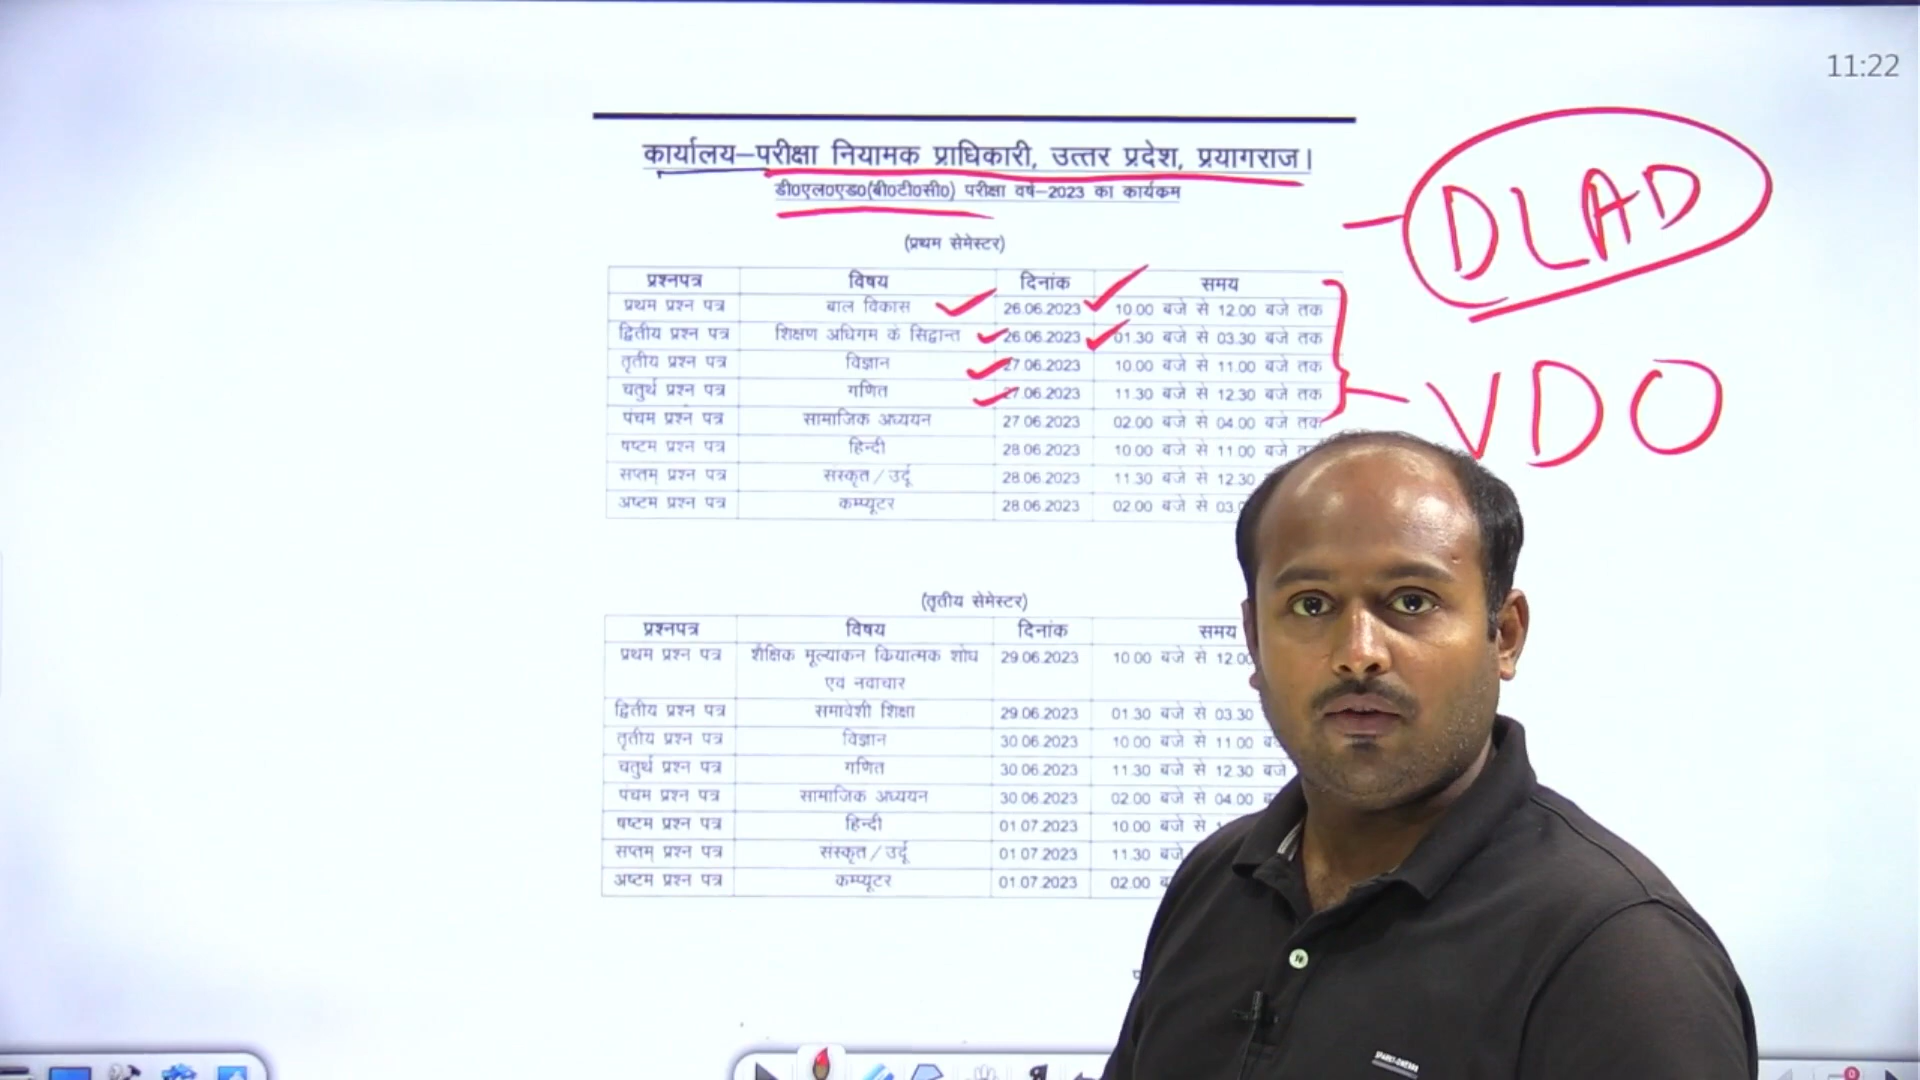 11:22
कार्यालय–परीक्षा नियामक प्राधिकारी, उत्तर प्रदेश, प्रयागराज।
डी०एल०एड०(बी०टी०सी०) परीक्षा वर्ष–2023 का कार्यकम
DLAD
(प्रथम सेमेस्टर)
प्रश्नपत्र विषय दिनांक समय
प्रथम प्रश्न पत्र बाल विकास 26.06.2023 10.00 बजे से 12.00 बजे तक
द्वितीय प्रश्न पत्र शिक्षण अधिगम के सिद्वान्त 26.06.2023 01.30 बजे से 03.30 बजे तक
तृतीय प्रश्न पत्र विज्ञान 27.06.2023 10.00 बजे से 11.00 बजे तक
चतुर्थ प्रश्न पत्र गणित 27.06.2023 11.30 बजे से 12.30 बजे तक
VDO
पंचम प्रश्न पत्र सामाजिक अध्ययन 27.06.2023 02.00 बजे से 04.00 बजे तक
षष्टम प्रश्न पत्र हिन्दी 28.06.2023 10.00 बजे से 11.00 बजे
सप्तम् प्रश्न पत्र संस्कृत / उर्दू 28.06.2023 11.30 बजे से 12.30
अष्टम प्रश्न पत्र कम्प्यूटर 28.06.2023 02.00 बजे से
(तृतीय सेमेस्टर)
प्रश्नपत्र विषय दिनांक समय
प्रथम प्रश्न पत्र शैक्षिक मूल्यांकन कियात्मक शोध 29.06.2023 10.00 बजे से
एवं नवाचार
द्वितीय प्रश्न पत्र समावेशी शिक्षा 29.06.2023 01.30 बजे से 03.30
तृतीय प्रश्न पत्र विज्ञान 30.06.2023 10.00 बजे से 11.00
चतुर्थ प्रश्न पत्र गणित 30.06.2023 11.30 बजे से 12.30 बजे
पंचम प्रश्न पत्र सामाजिक अध्ययन 30.06.2023 02.00 बजे से 04.00
षष्टम प्रश्न पत्र हिन्दी 01.07.2023 10.00 बजे से
सप्तम् प्रश्न पत्र संस्कृत / उर्दू 01.07.2023 11.30 बजे
अष्टम प्रश्न पत्र कम्प्यूटर 01.07.2023 02.00